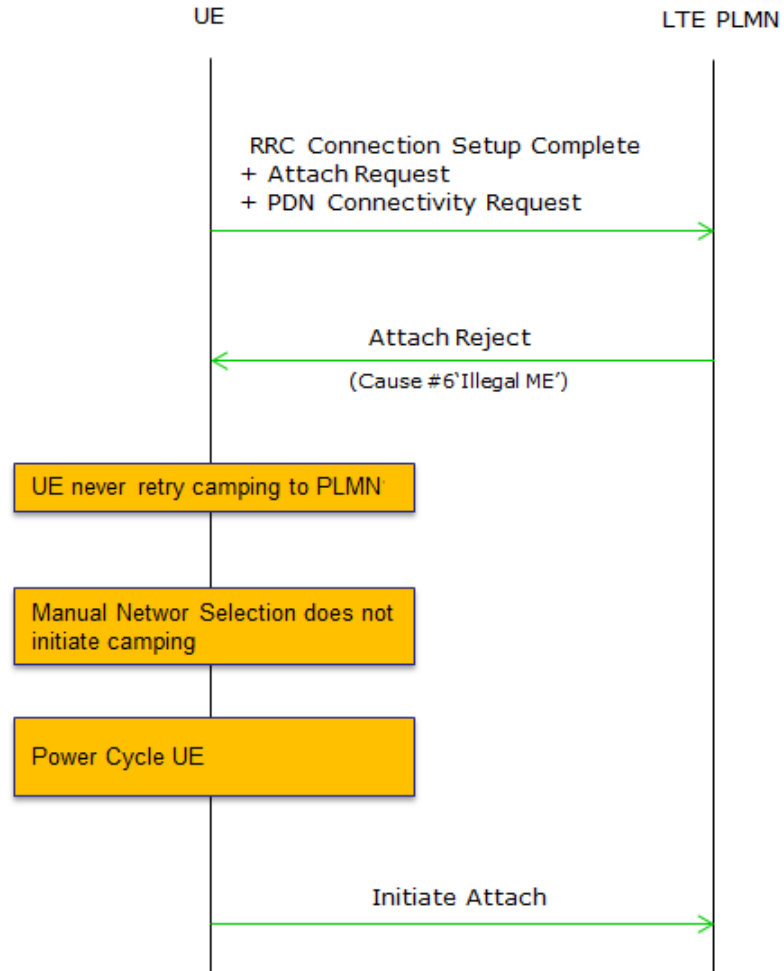 UE
LTE PLMN
RRC Connection Setup Complete
+ Attach Request
+ PDN Connectivity Request
Attach Reject
(Cause #6‘Illegal ME’)
UE never retry camping to PLMN
Manual Networ Selection does not
initiate camping
Power Cycle UE
Initiate Attach